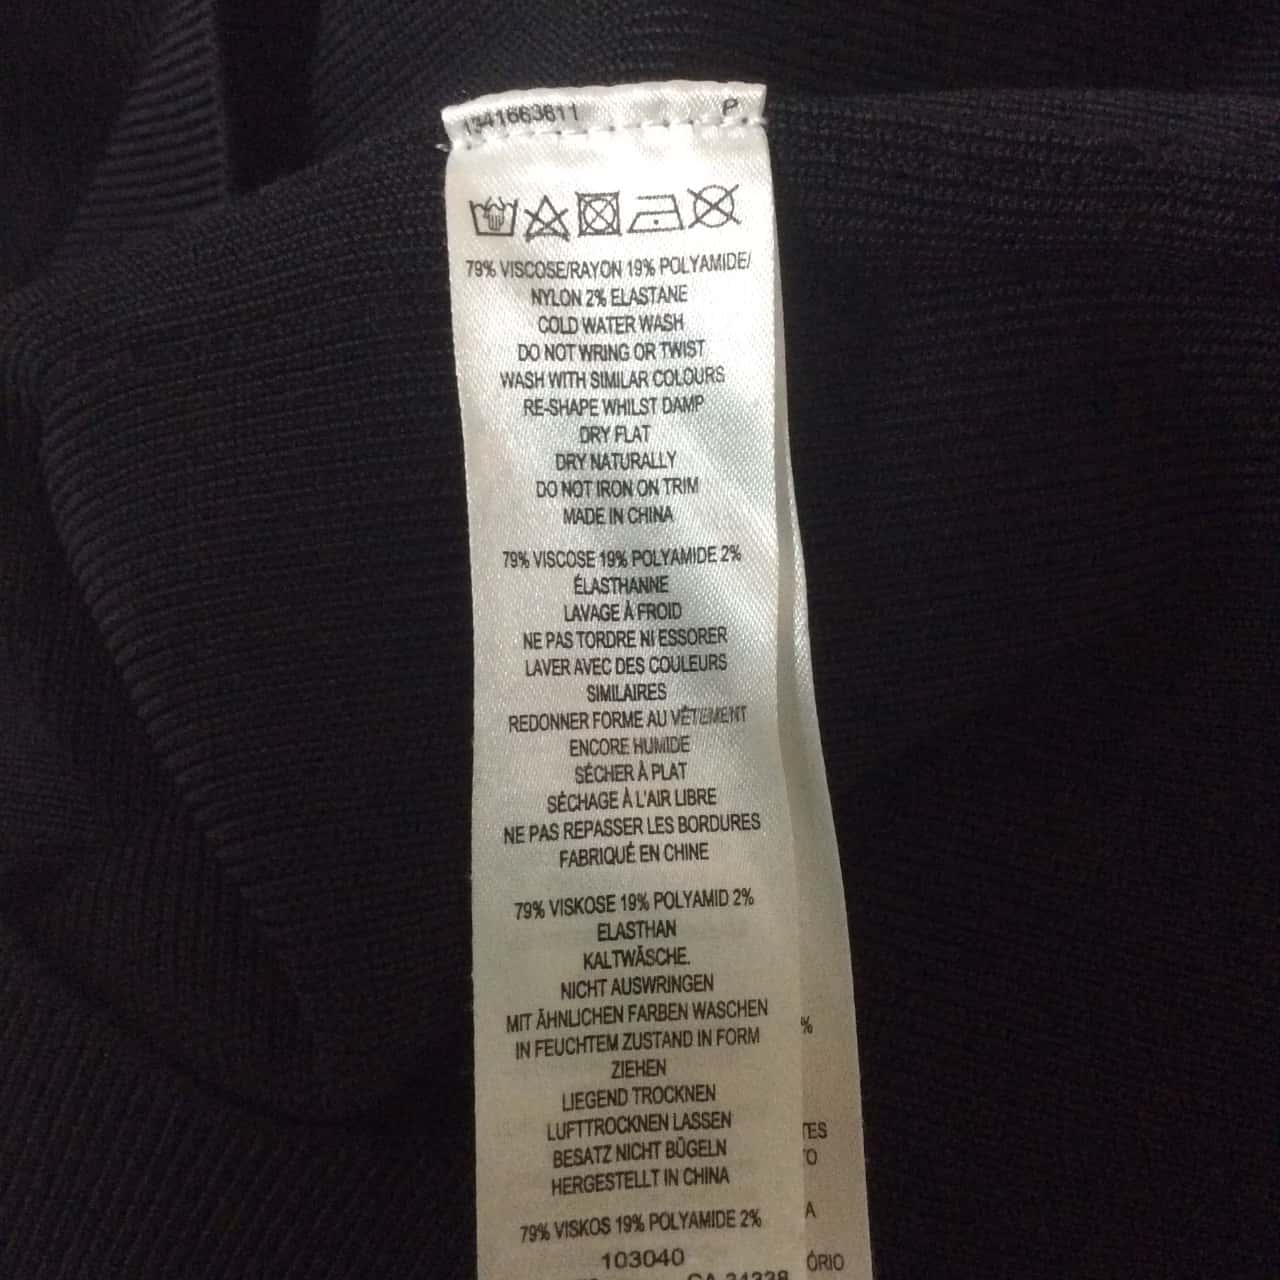 1341663611 P
79% VISCOSE/RAYON 19% POLYAMIDE/
NYLON 2% ELASTANE
COLD WATER WASH
DO NOT WRING OR TWIST
WASH WITH SIMILAR COLOURS
RE-SHAPE WHILST DAMP
DRY FLAT
DRY NATURALLY
DO NOT IRON ON TRIM
MADE IN CHINA
79% VISCOSE 19% POLYAMIDE 2%
ÉLASTHANNE
LAVAGE À FROID
NE PAS TORDRE NI ESSORER
LAVER AVEC DES COULEURS
SIMILAIRES
REDONNER FORME AU VÊTEMENT
ENCORE HUMIDE
SÉCHER À PLAT
SÉCHAGE À L'AIR LIBRE
NE PAS REPASSER LES BORDURES
FABRIQUÉ EN CHINE
79% VISKOSE 19% POLYAMID 2%
ELASTHAN
KALTWÄSCHE.
NICHT AUSWRINGEN
MIT ÄHNLICHEN FARBEN WASCHEN
IN FEUCHTEM ZUSTAND IN FORM
ZIEHEN
LIEGEND TROCKNEN
LUFTTROCKNEN LASSEN
BESATZ NICHT BÜGELN
HERGESTELLT IN CHINA
79% VISKOS 19% POLYAMIDE 2%
103040
%
TES
TO
A
ÓRIO